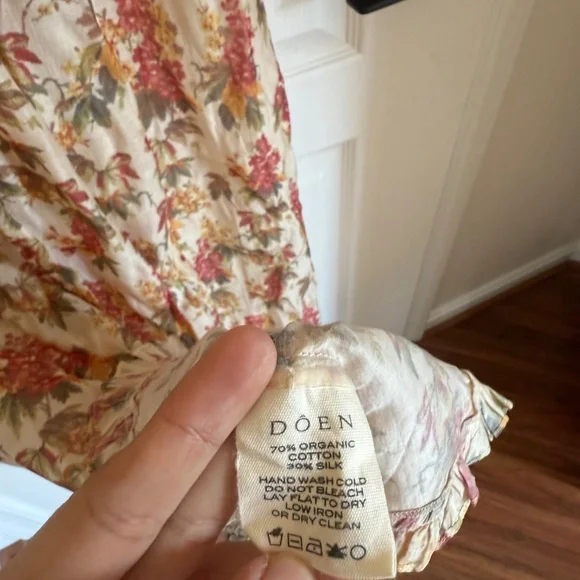 DÔEN
70% ORGANIC
COTTON
30% SILK
HAND WASH COLD
DO NOT BLEACH
LAY FLAT TO DRY
LOW IRON
OR DRY CLEAN